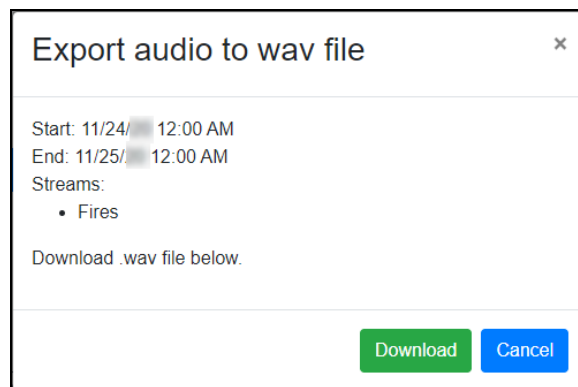 Export audio to wav file ×
Start: 11/24/ 12:00 AM
End: 11/25/ 12:00 AM
Streams:
• Fires
Download .wav file below.
Download Cancel